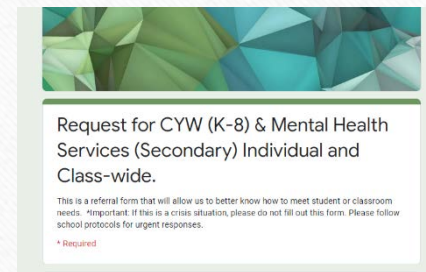 Request for CYW (K-8) & Mental Health
Services (Secondary) Individual and
Class-wide.
This is a referral form that will allow us to better know how to meet student or classroom
needs. *Important: If this is a crisis situation, please do not fill out this form. Please follow
school protocols for urgent responses.
* Required